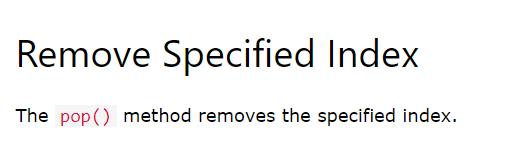 Remove Specified Index
The pop() method removes the specified index.